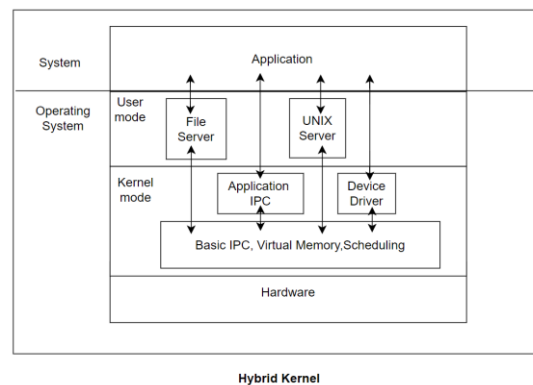 System
Application
Operating
System
User
mode
File
Server
UNIX
Server
Kernel
mode
Application
IPC
Device
Driver
Basic IPC, Virtual Memory,Scheduling
Hardware
Hybrid Kernel